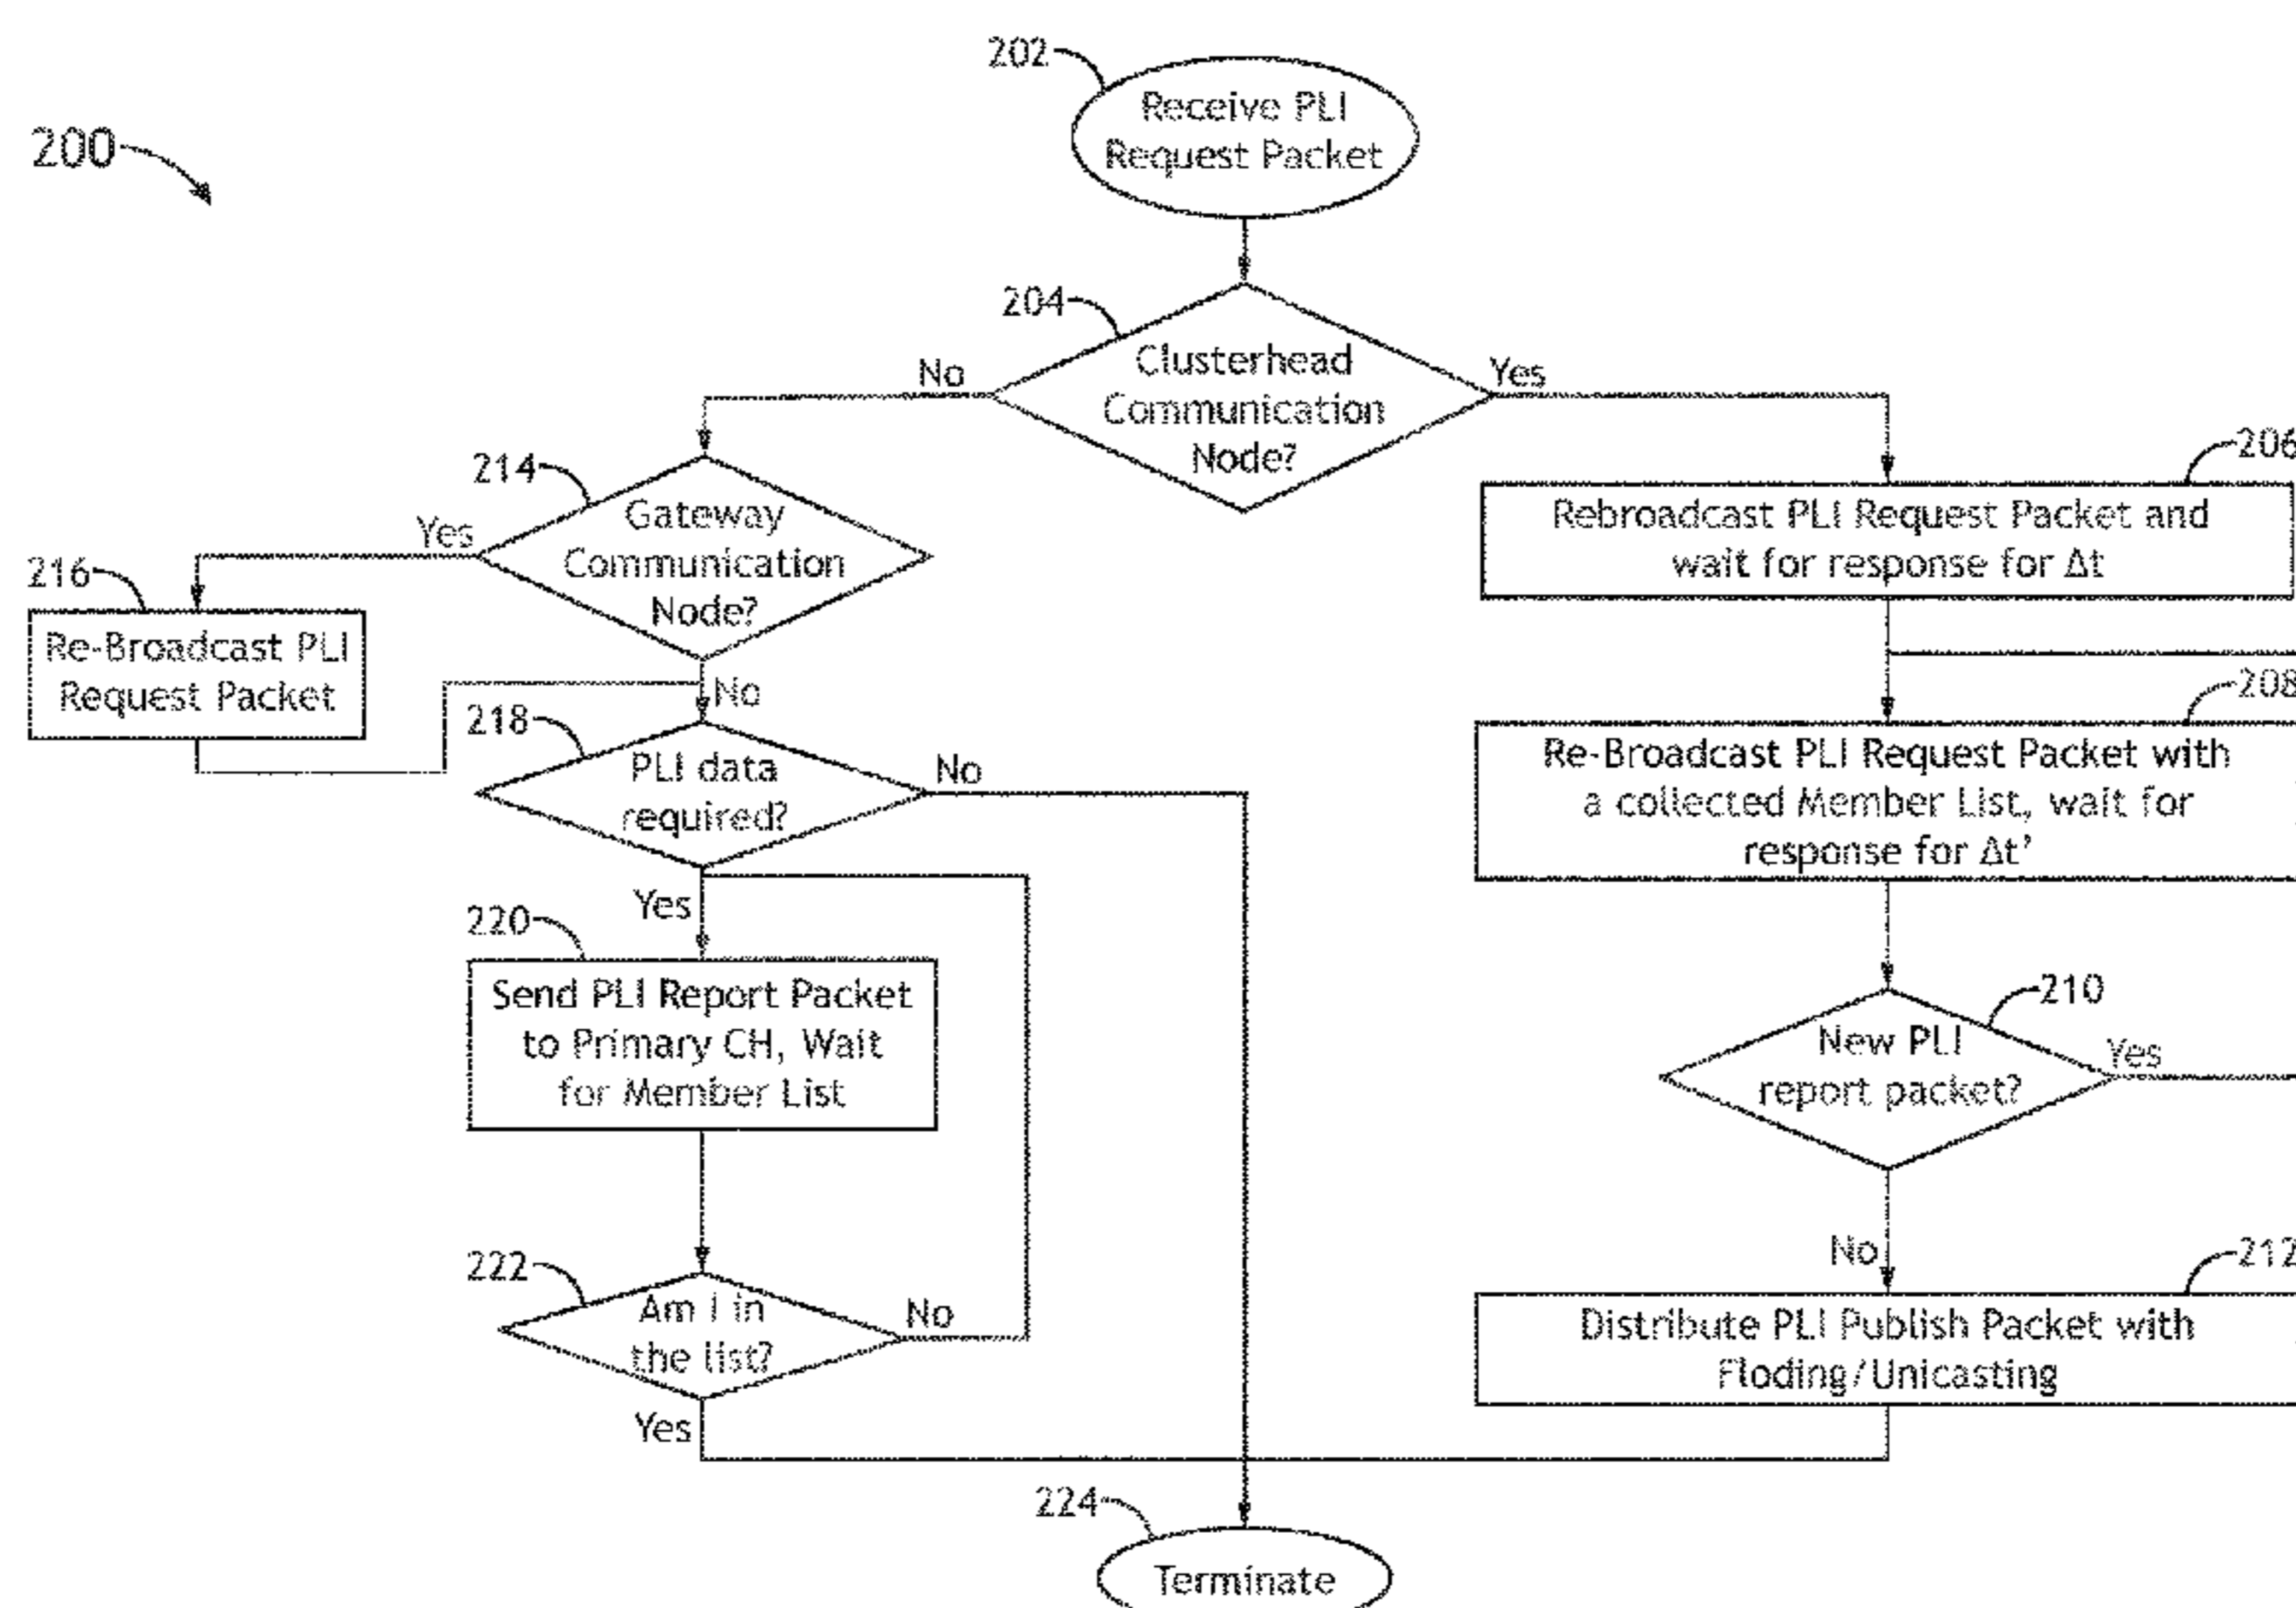 202
Receive PLI
Request Packet
200
204
Clusterhead
Communication
Node?
No
Yes
206
Rebroadcast PLI Request Packet and
wait for response for Δt
214
Gateway
Communication
Node?
Yes
No
216
Re-Broadcast PLI
Request Packet
208
Re-Broadcast PLI Request Packet with
a collected Member List, wait for
response for Δt’
218
PLI data
required?
No
Yes
220
Send PLI Report Packet
to Primary CH, Wait
for Member List
210
New PLI
report packet?
Yes
No
222
Am I in
the list?
No
Yes
212
Distribute PLI Publish Packet with
Floding/Unicasting
224
Terminate